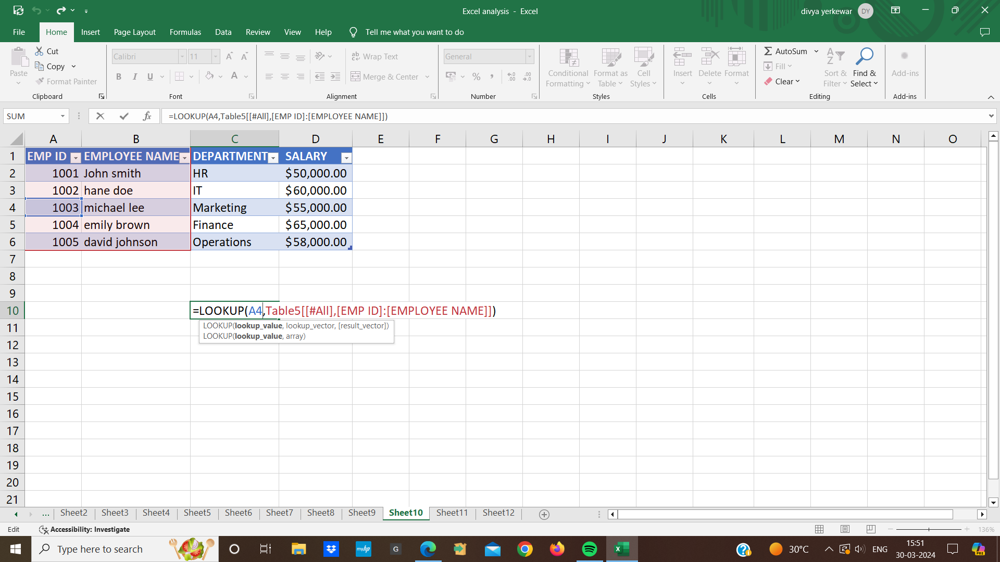 Excel analysis - Excel
divya yerkewar DY
File Home Insert Page Layout Formulas Data Review View Help Tell me what you want to do
Paste
Cut
Copy
Format Painter
Clipboard
Calibri 11
B I U
Font
Wrap Text
Merge & Center
Alignment
General
Number
Conditional Formatting
Format as Table
Cell Styles
Styles
Insert Delete Format
Cells
AutoSum
Fill
Clear
Sort & Filter
Find & Select
Editing
Add-ins
Add-ins
SUM fx =LOOKUP(A4,Table5[[#All],[EMP ID]:[EMPLOYEE NAME]])
A B C D E F G H I J K L M N O
1 EMP ID EMPLOYEE NAME DEPARTMENT SALARY
2 1001 John smith HR $50,000.00
3 1002 hane doe IT $60,000.00
4 1003 michael lee Marketing $55,000.00
5 1004 emily brown Finance $65,000.00
6 1005 david johnson Operations $58,000.00
7
8
9
10 =LOOKUP(A4,Table5[[#All],[EMP ID]:[EMPLOYEE NAME]])
11 LOOKUP(lookup_value, lookup_vector, [result_vector])
LOOKUP(lookup_value, array)
12
13
14
15
16
17
18
19
20
21
... Sheet2 Sheet3 Sheet4 Sheet5 Sheet6 Sheet7 Sheet8 Sheet9 Sheet10 Sheet11 Sheet12
Edit Accessibility: Investigate 136%
Type here to search myhp G 30°C ENG 15:51 PRE
30-03-2024